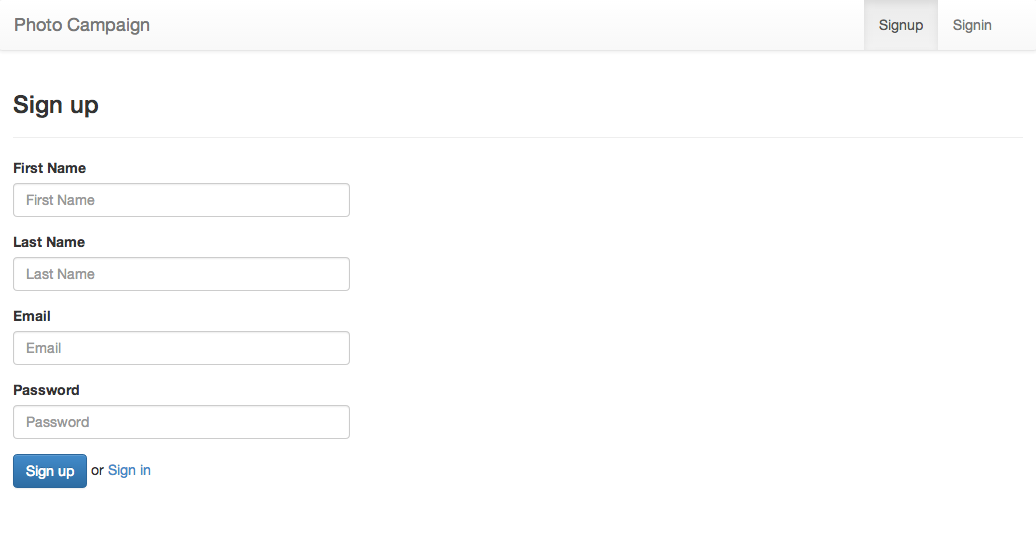 Photo Campaign Signup Signin
Sign up
First Name
First Name
Last Name
Last Name
Email
Email
Password
Password
Sign up or Sign in